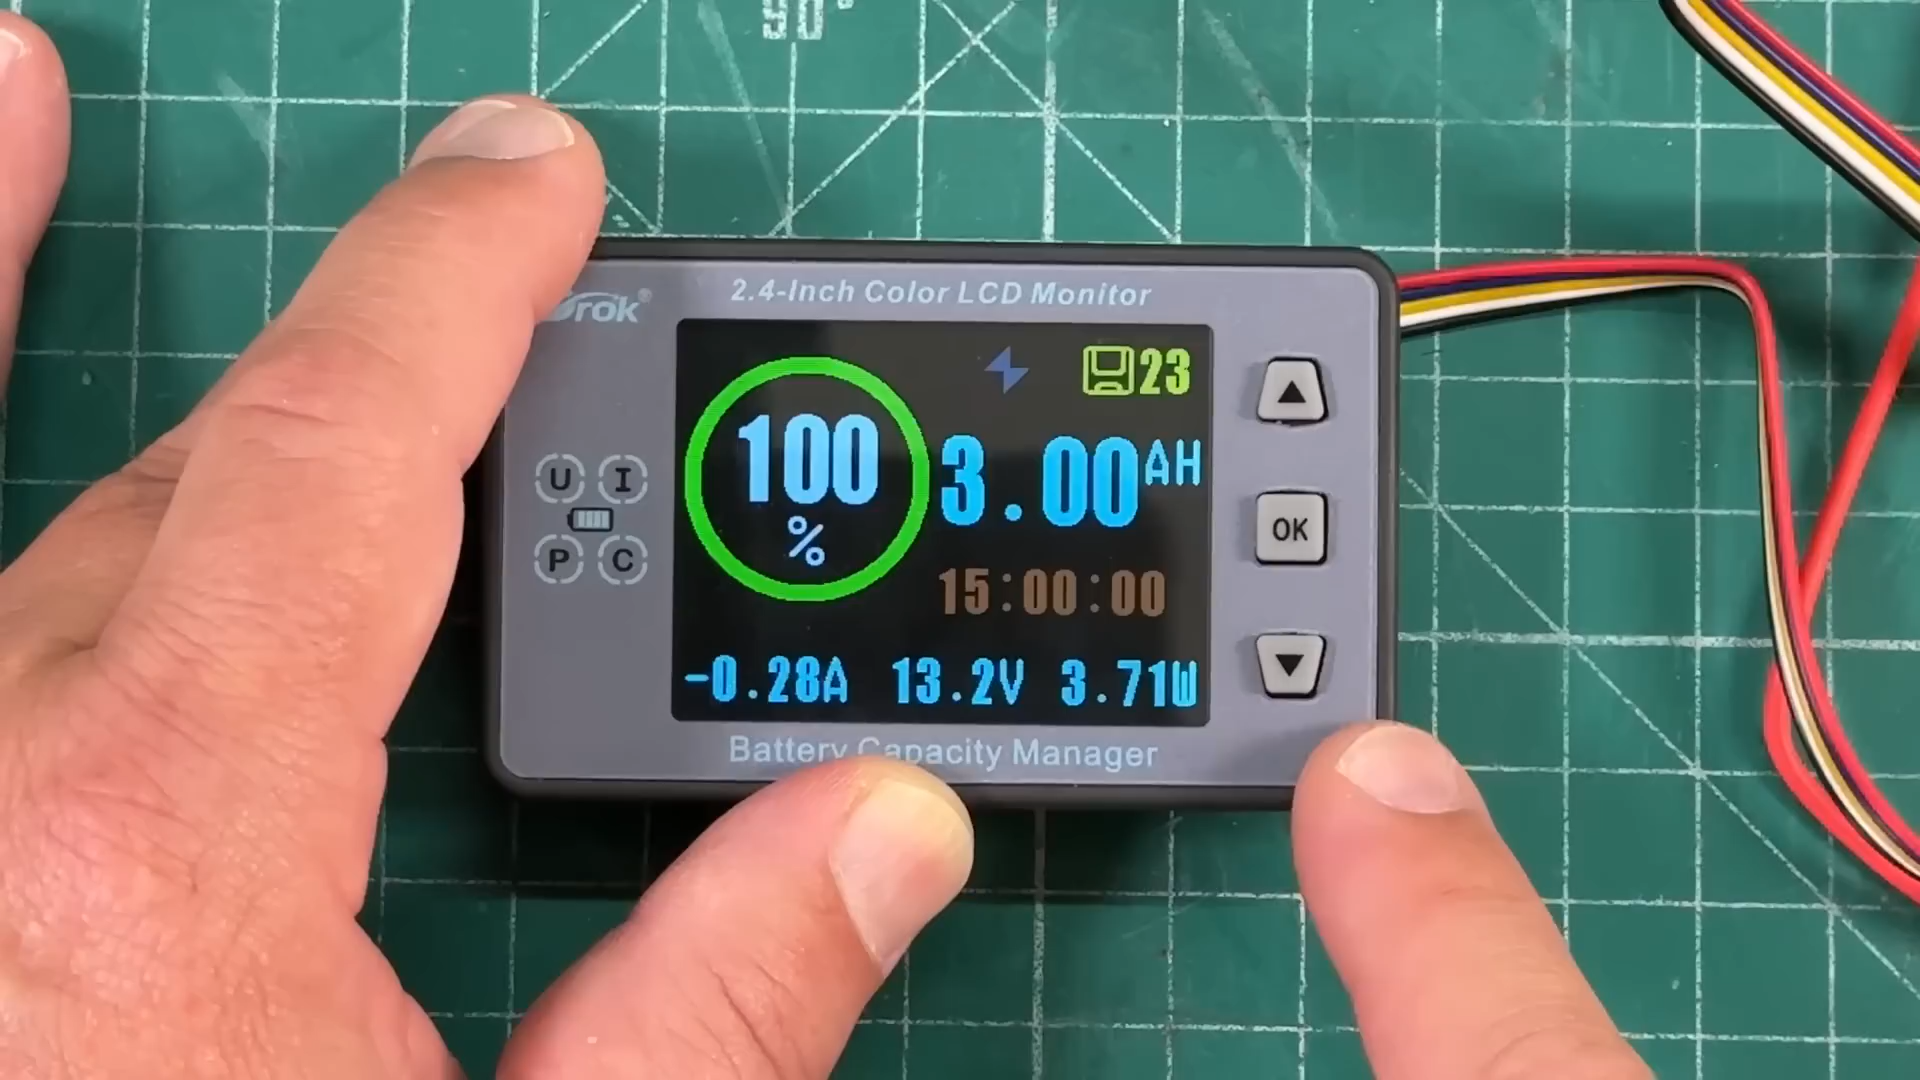 90°
2.4-Inch Color LCD Monitor
rok®
23
100
%
3.00AH
15:00:00
-0.28A 13.2V 3.71W
U I
P C
OK
Battery Capacity Manager